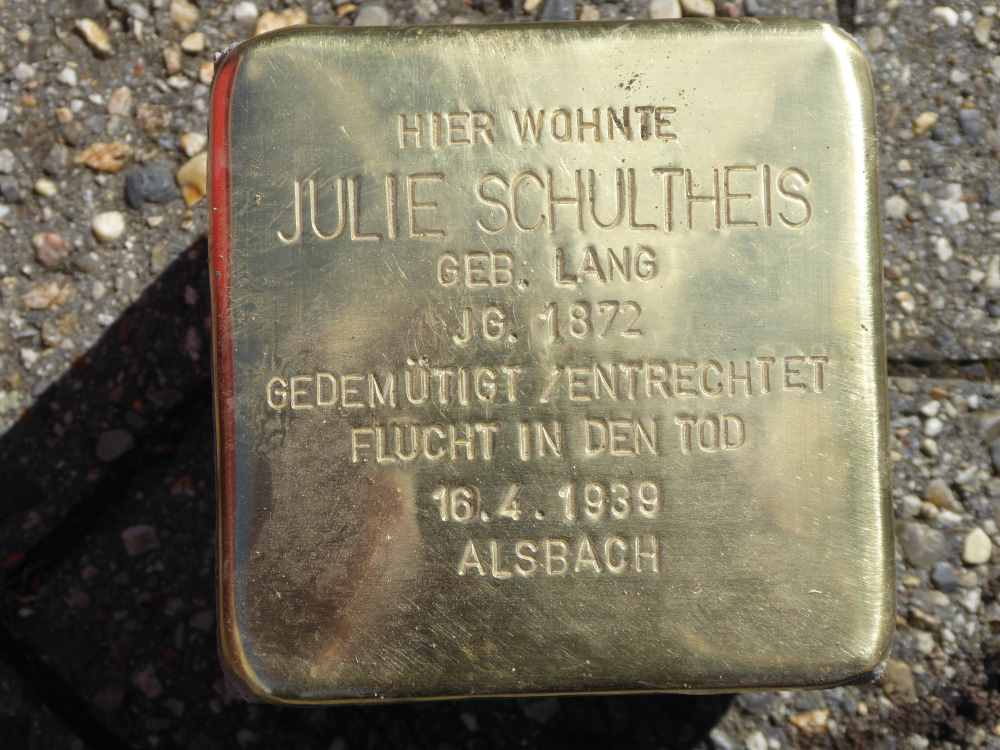 HIER WOHNTE
JULIE SCHULTHEIS
GEB. LANG
JG. 1872
GEDEMÜTIGT / ENTRECHTET
FLUCHT IN DEN TOD
16.4.1939
ALSBACH